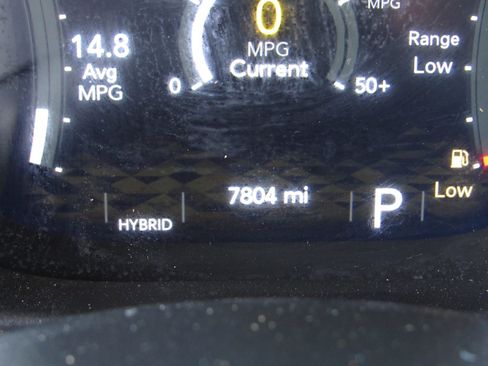 MPG
0
MPG
Current
0
50+
14.8
Avg
MPG
Range
Low
Low
HYBRID
7804 mi
P